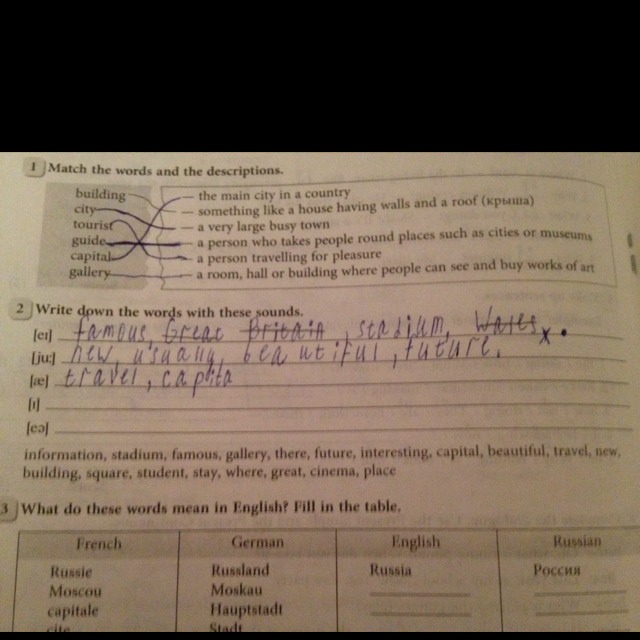 1 Match the words and the descriptions.
building
city
tourist
guide
capital
gallery
— the main city in a country
— something like a house having walls and a roof (крыша)
— a very large busy town
— a person who takes people round places such as cities or museums
— a person travelling for pleasure
— a room, hall or building where people can see and buy works of art
2 Write down the words with these sounds.
[eɪ] famous, Great Britain, stadium, Wales x.
[ju:] new, usually, beautiful, future.
[æ] travel, capita
[ɪ]
[eə]
information, stadium, famous, gallery, there, future, interesting, capital, beautiful, travel, new,
building, square, student, stay, where, great, cinema, place
3 What do these words mean in English? Fill in the table.
French German English Russian
Russie Russland Russia Россия
Moscou Moskau
capitale Hauptstadt
cité Stadt